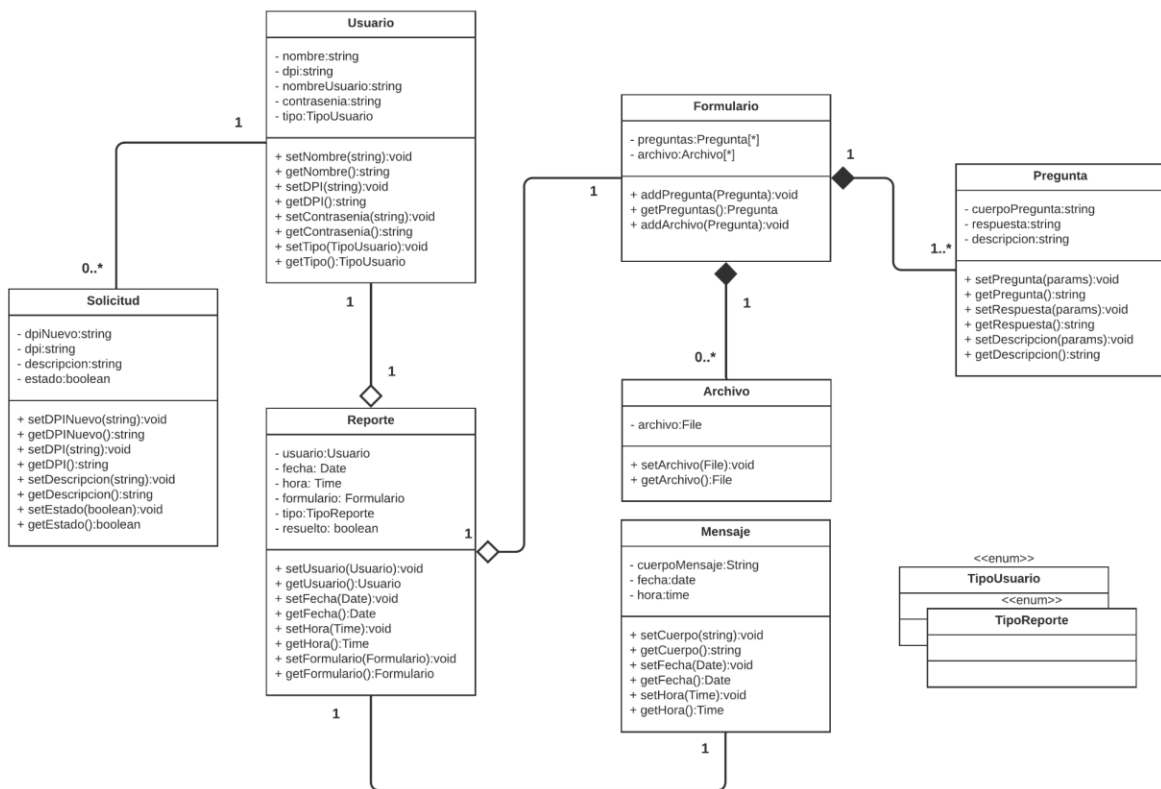 Usuario
- nombre:string
- dpi:string
- nombreUsuario:string
- contrasenia:string
- tipo:TipoUsuario
+ setNombre(string):void
+ getNombre():string
+ setDPI(string):void
+ getDPI():string
+ setContrasenia(string):void
+ getContrasenia():string
+ setTipo(TipoUsuario):void
+ getTipo():TipoUsuario
1
0..*
1
1
Solicitud
- dpiNuevo:string
- dpi:string
- descripcion:string
- estado:boolean
+ setDPINuevo(string):void
+ getDPINuevo():string
+ setDPI(string):void
+ getDPI():string
+ setDescripcion(string):void
+ getDescripcion():string
+ setEstado(boolean):void
+ getEstado():boolean
Reporte
- usuario:Usuario
- fecha: Date
- hora: Time
- formulario: Formulario
- tipo:TipoReporte
- resuelto: boolean
+ setUsuario(Usuario):void
+ getUsuario():Usuario
+ setFecha(Date):void
+ getFecha():Date
+ setHora(Time):void
+ getHora():Time
+ setFormulario(Formulario):void
+ getFormulario():Formulario
1
1
1
1
Formulario
- preguntas:Pregunta[*]
- archivo:Archivo[*]
+ addPregunta(Pregunta):void
+ getPreguntas():Pregunta
+ addArchivo(Pregunta):void
1
1..*
1
0..*
Pregunta
- cuerpoPregunta:string
- respuesta:string
- descripcion:string
+ setPregunta(params):void
+ getPregunta():string
+ setRespuesta(params):void
+ getRespuesta():string
+ setDescripcion(params):void
+ getDescripcion():string
Archivo
- archivo:File
+ setArchivo(File):void
+ getArchivo():File
Mensaje
- cuerpoMensaje:String
- fecha:date
- hora:time
+ setCuerpo(string):void
+ getCuerpo():string
+ setFecha(Date):void
+ getFecha():Date
+ setHora(Time):void
+ getHora():Time
<<enum>>
TipoUsuario
<<enum>>
TipoReporte